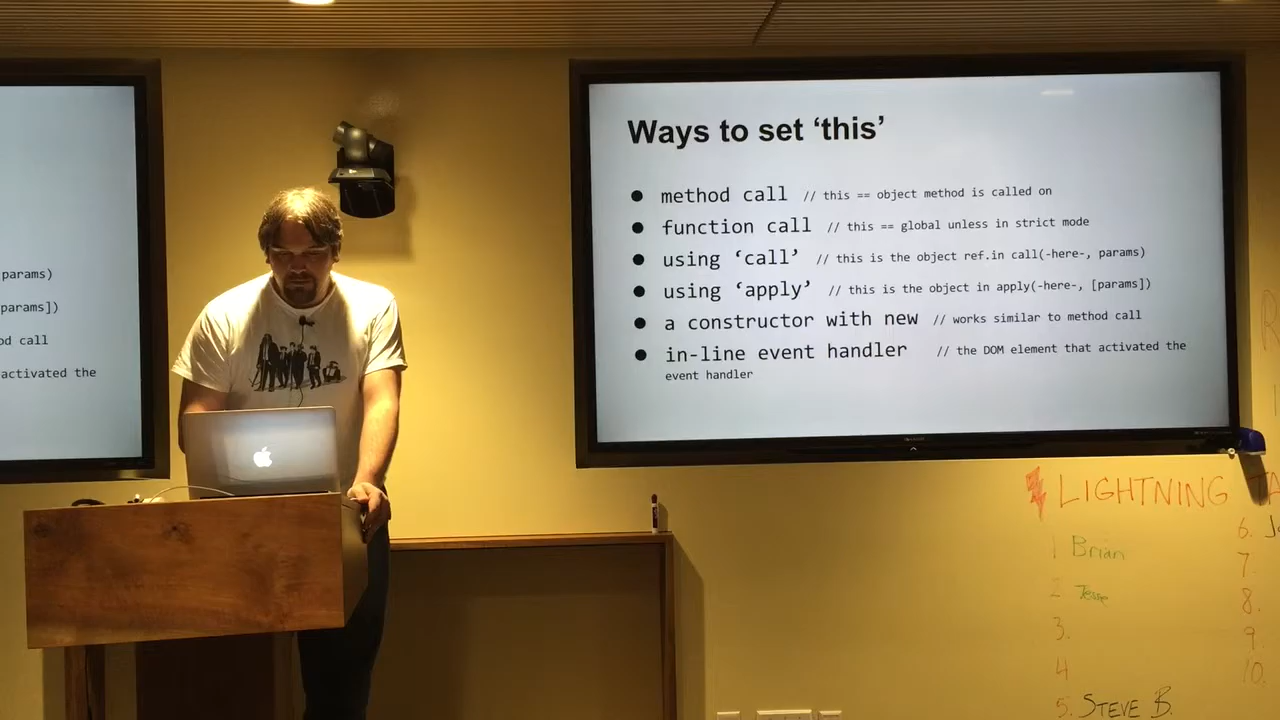 params)
params])
od call
activated the
Ways to set ‘this’
● method call // this == object method is called on
● function call // this == global unless in strict mode
● using ‘call’ // this is the object ref.in call(-here-, params)
● using ‘apply’ // this is the object in apply(-here-, [params])
● a constructor with new // works similar to method call
● in-line event handler // the DOM element that activated the
event handler
LIGHTNING TA
1 Brian
2 Jesse
3.
4
5. STEVE B.
6. J
7.
8.
9.
10.